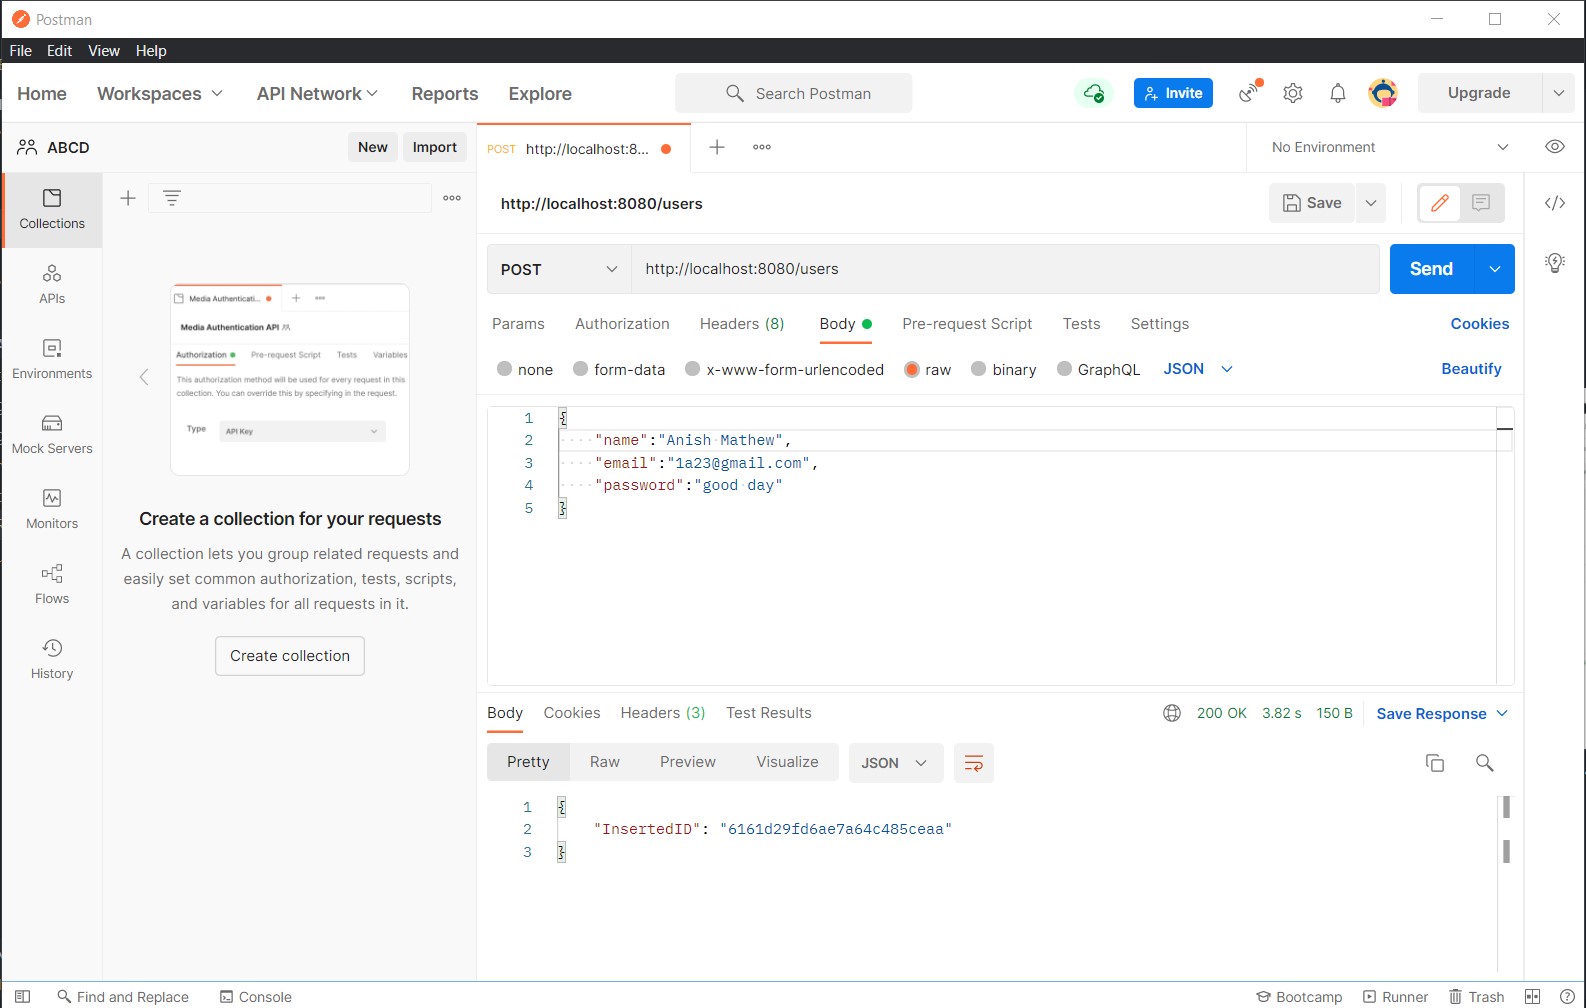 Postman
File Edit View Help
Home Workspaces API Network Reports Explore Search Postman Invite Upgrade
ABCD New Import
POST http://localhost:8... No Environment
Collections
APIs
Environments
Mock Servers
Monitors
Flows
History
Media Authenticati...
Media Authentication API
Authorization Pre-request Script Tests Variables
This authorization method will be used for every request in this
collection. You can override this by specifying in the request.
Type API Key
Create a collection for your requests
A collection lets you group related requests and
easily set common authorization, tests, scripts,
and variables for all requests in it.
Create collection
http://localhost:8080/users Save
POST http://localhost:8080/users Send
Params Authorization Headers (8) Body Pre-request Script Tests Settings Cookies
none form-data x-www-form-urlencoded raw binary GraphQL JSON Beautify
1 {
2 "name":"Anish Mathew",
3 "email":"1a23@gmail.com",
4 "password":"good day"
5 }
Body Cookies Headers (3) Test Results 200 OK 3.82 s 150 B Save Response
Pretty Raw Preview Visualize JSON
1 {
2 "InsertedID": "6161d29fd6ae7a64c485ceaa"
3 }
Find and Replace Console Bootcamp Runner Trash